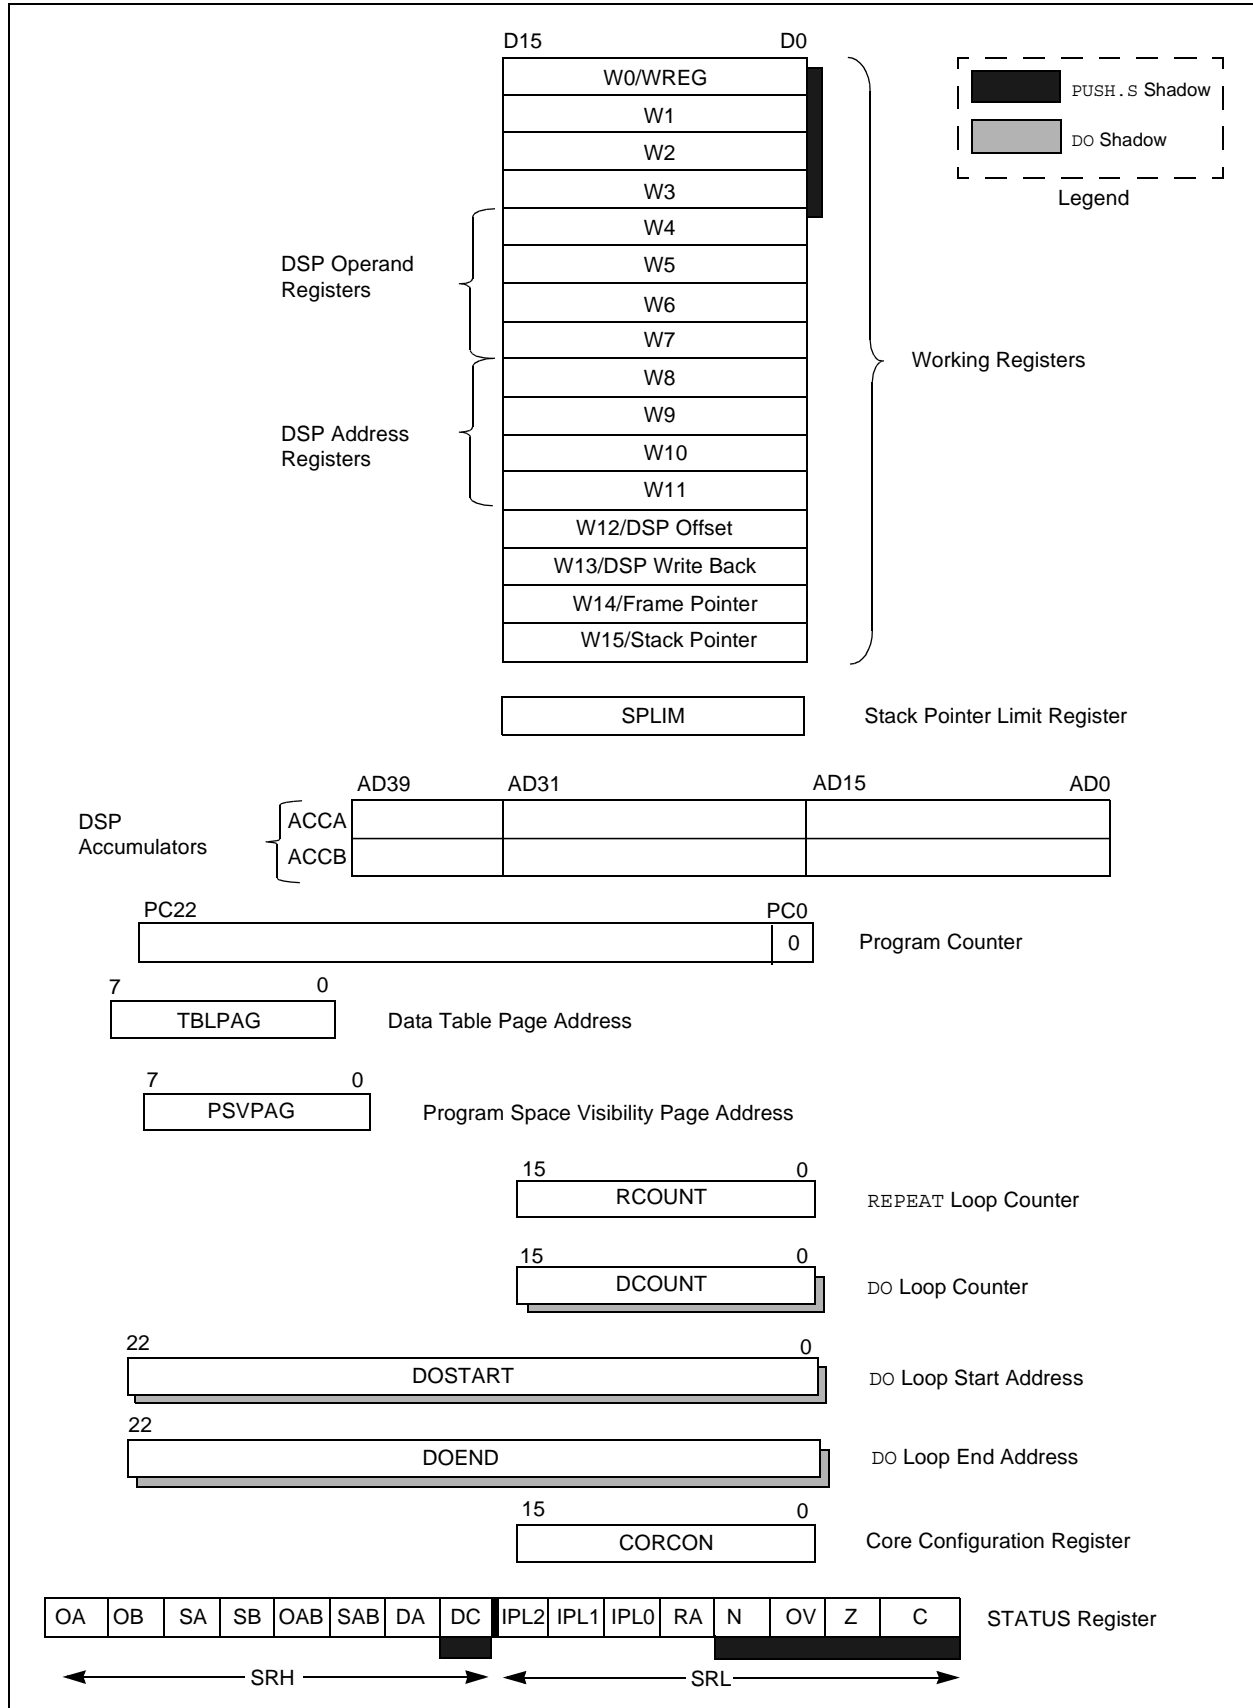 D15 D0
W0/WREG
W1
W2
W3
W4
W5
W6
W7
W8
W9
W10
W11
W12/DSP Offset
W13/DSP Write Back
W14/Frame Pointer
W15/Stack Pointer
PUSH.S Shadow
DO Shadow
Legend
DSP Operand
Registers
DSP Address
Registers
Working Registers
SPLIM
Stack Pointer Limit Register
AD39 AD31 AD15 AD0
DSP
Accumulators
ACCA
ACCB
PC22 PC0
0
Program Counter
7 0
TBLPAG
Data Table Page Address
7 0
PSVPAG
Program Space Visibility Page Address
15 0
RCOUNT
REPEAT Loop Counter
15 0
DCOUNT
DO Loop Counter
22 0
DOSTART
DO Loop Start Address
22
DOEND
DO Loop End Address
15 0
CORCON
Core Configuration Register
OA OB SA SB OAB SAB DA DC IPL2 IPL1 IPL0 RA N OV Z C
STATUS Register
SRH SRL